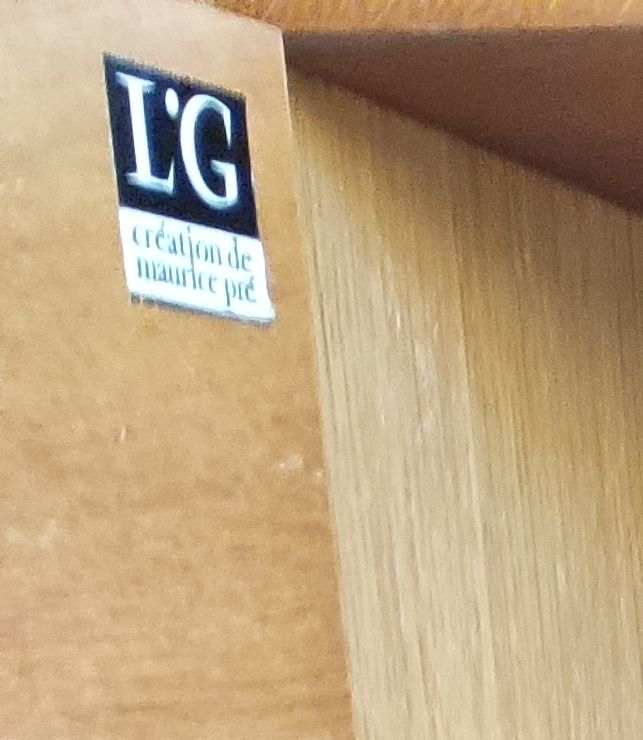 L'G
création de
maurice pré